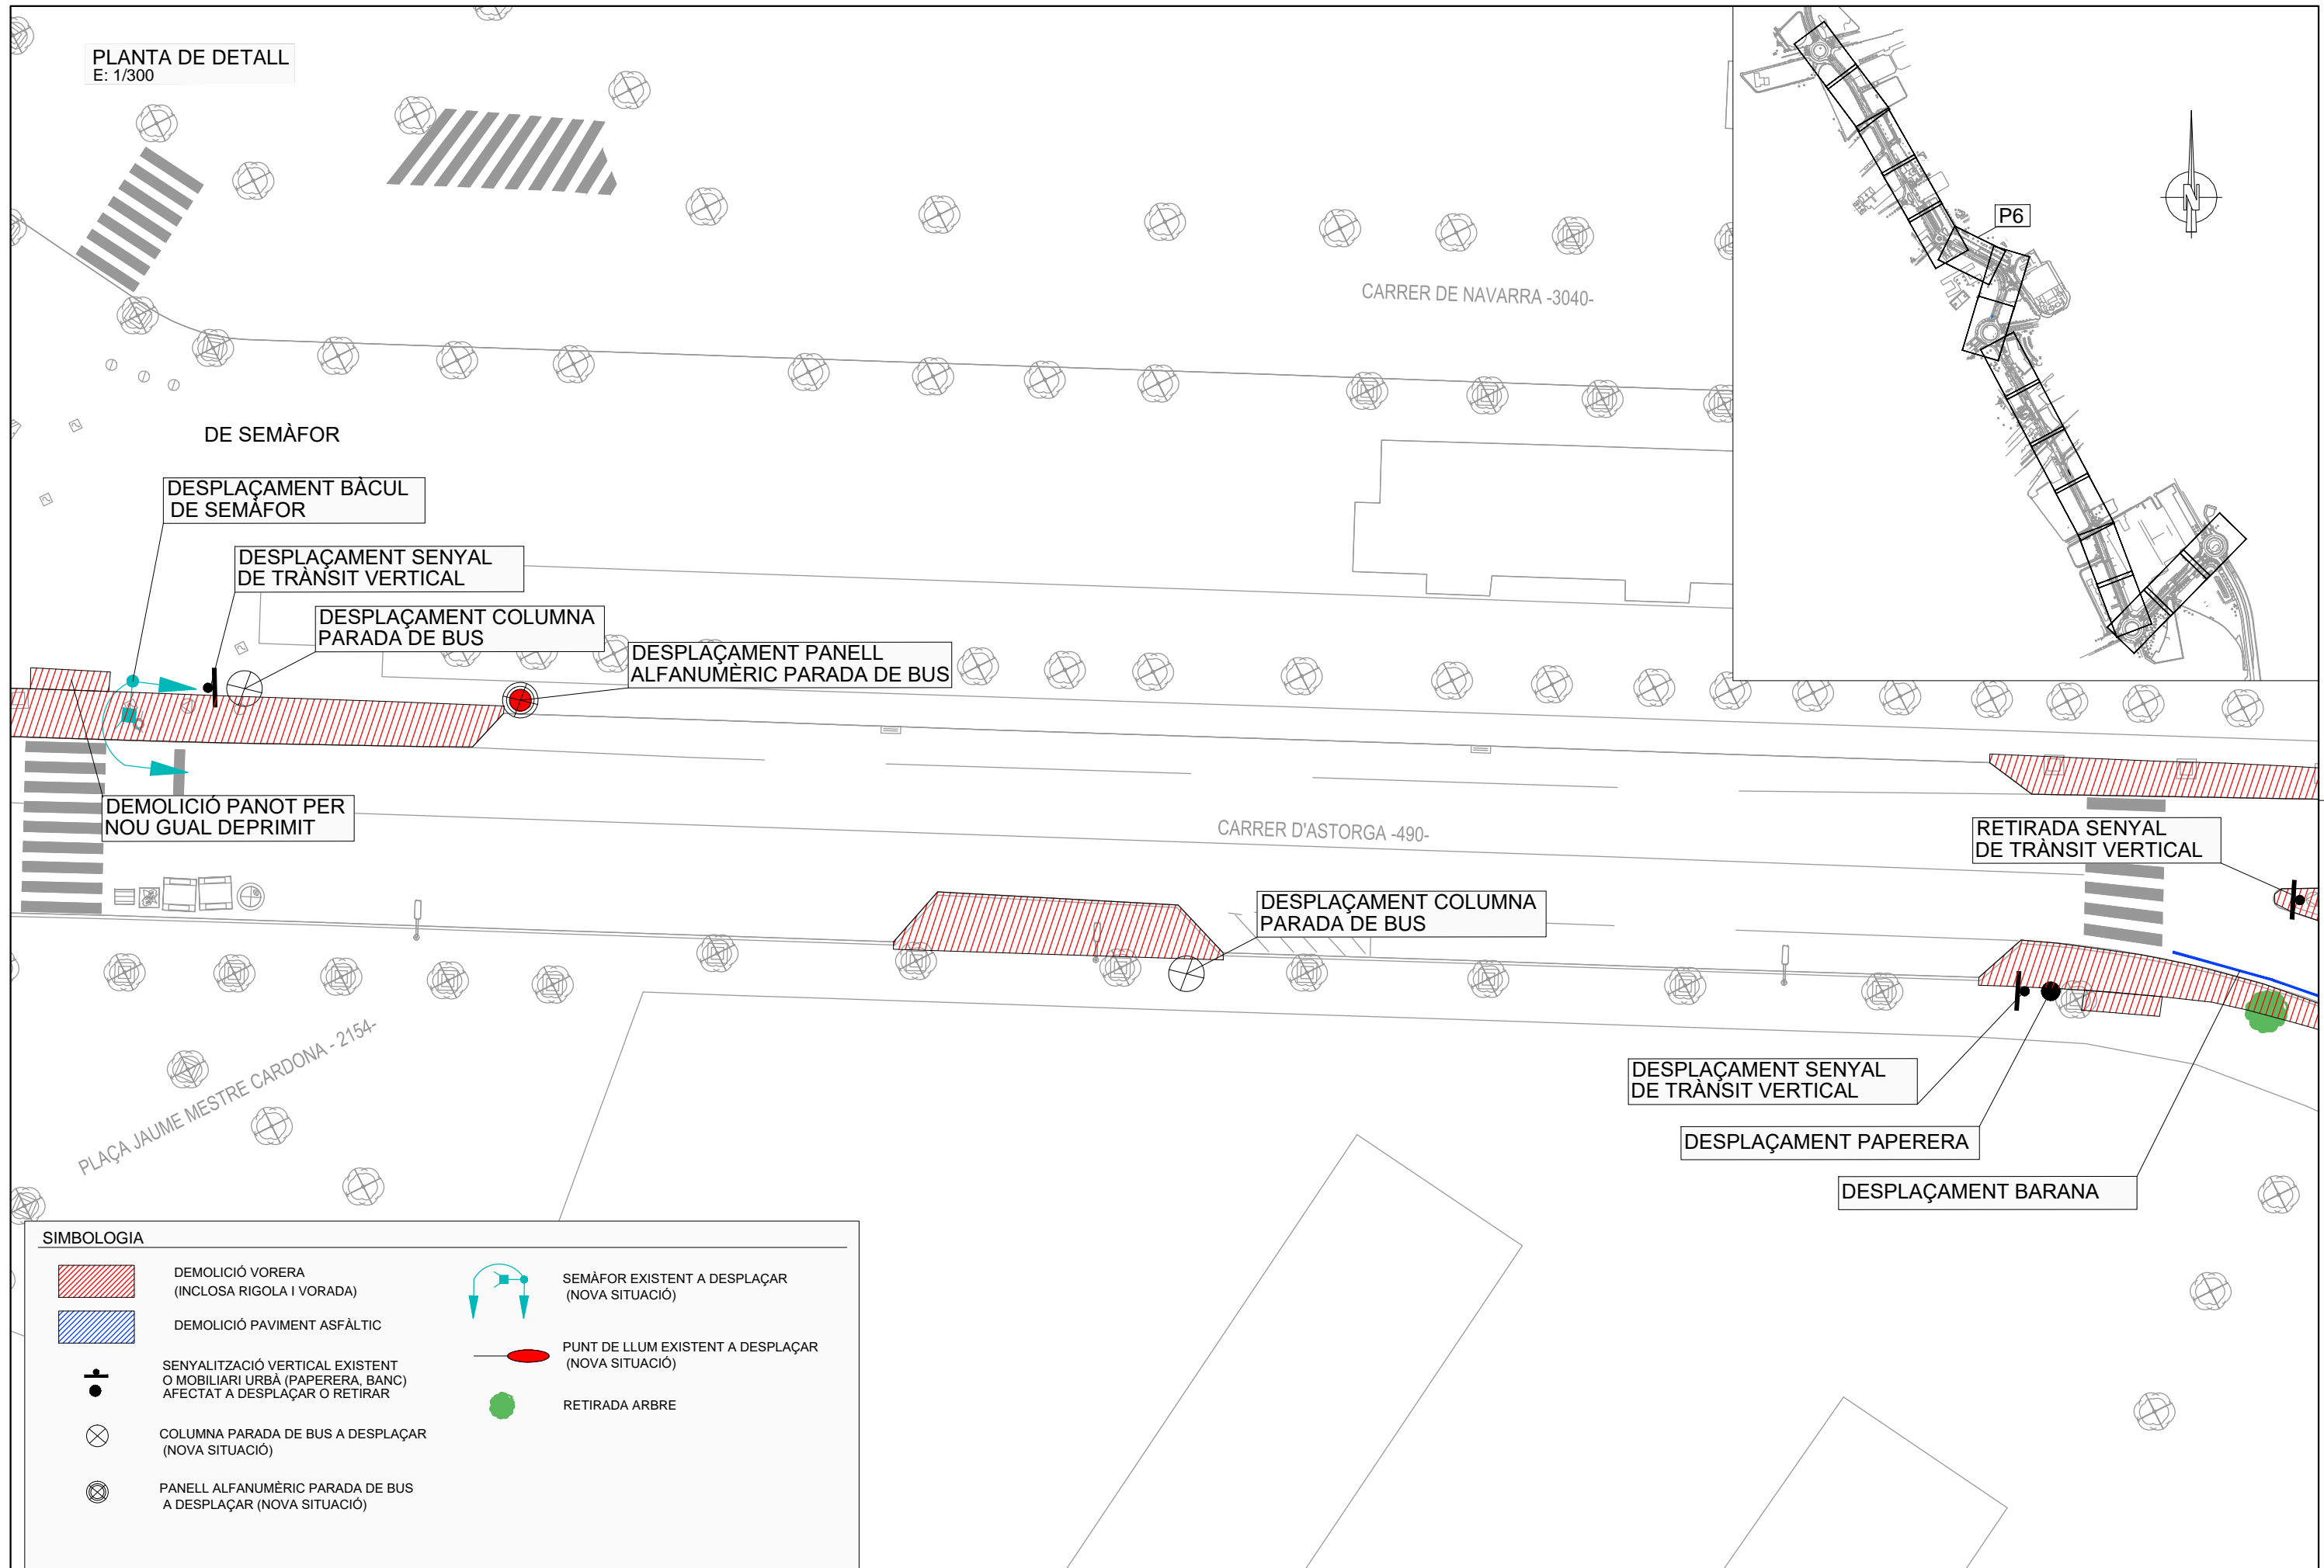 PLANTA DE DETALL
E: 1/300
P6
N
CARRER DE NAVARRA -3040-
DE SEMÀFOR
DESPLAÇAMENT BÀCUL
DE SEMÀFOR
DESPLAÇAMENT SENYAL
DE TRÀNSIT VERTICAL
DESPLAÇAMENT COLUMNA
PARADA DE BUS
DESPLAÇAMENT PANELL
ALFANUMÈRIC PARADA DE BUS
DEMOLICIÓ PANOT PER
NOU GUAL DEPRIMIT
CARRER D'ASTORGA -490-
RETIRADA SENYAL
DE TRÀNSIT VERTICAL
DESPLAÇAMENT COLUMNA
PARADA DE BUS
PLAÇA JAUME MESTRE CARDONA - 2154-
DESPLAÇAMENT SENYAL
DE TRÀNSIT VERTICAL
DESPLAÇAMENT PAPERERA
DESPLAÇAMENT BARANA
SIMBOLOGIA
DEMOLICIÓ VORERA
(INCLOSA RIGOLA I VORADA)
DEMOLICIÓ PAVIMENT ASFÀLTIC
SENYALITZACIÓ VERTICAL EXISTENT
O MOBILIARI URBÀ (PAPERERA, BANC)
AFECTAT A DESPLAÇAR O RETIRAR
COLUMNA PARADA DE BUS A DESPLAÇAR
(NOVA SITUACIÓ)
PANELL ALFANUMÈRIC PARADA DE BUS
A DESPLAÇAR (NOVA SITUACIÓ)
SEMÀFOR EXISTENT A DESPLAÇAR
(NOVA SITUACIÓ)
PUNT DE LLUM EXISTENT A DESPLAÇAR
(NOVA SITUACIÓ)
RETIRADA ARBRE